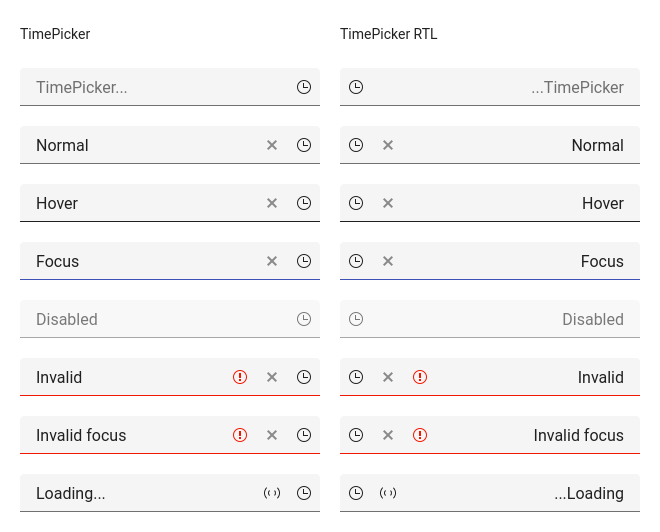 TimePicker
TimePicker RTL
TimePicker...
...TimePicker
Normal
Normal
Hover
Hover
Focus
Focus
Disabled
Disabled
Invalid
Invalid
Invalid focus
Invalid focus
Loading...
...Loading